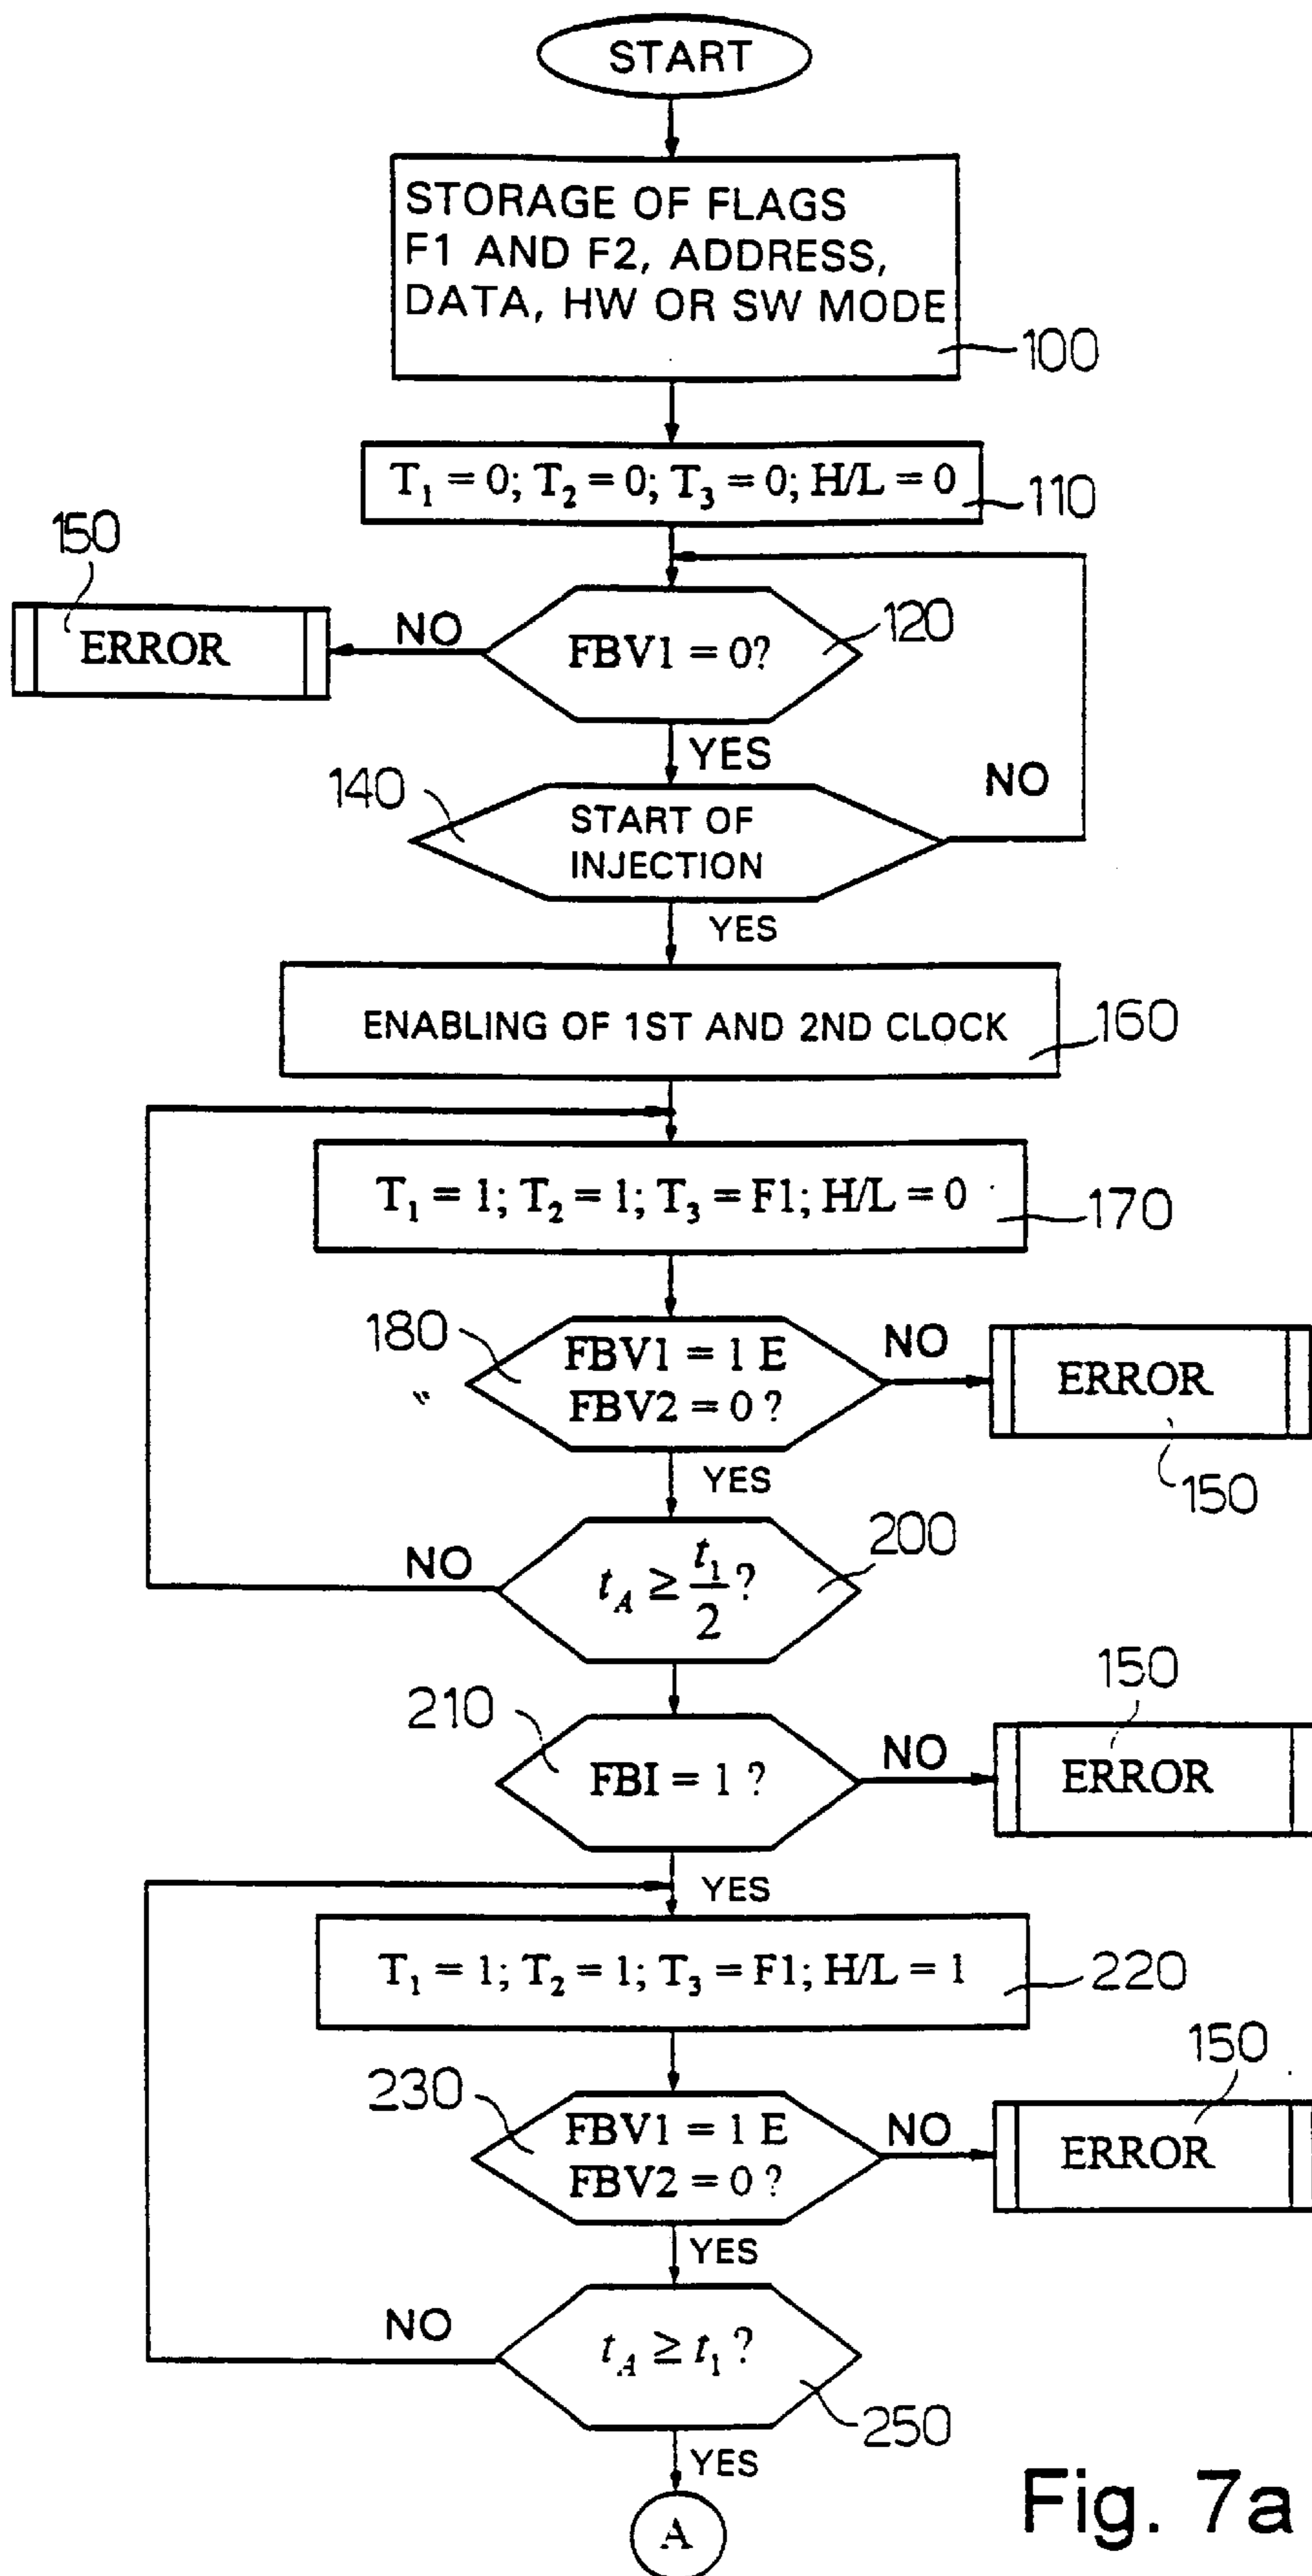 START
STORAGE OF FLAGS
F1 AND F2, ADDRESS,
DATA, HW OR SW MODE
100
T₁ = 0; T₂ = 0; T₃ = 0; H/L = 0
110
150
ERROR
NO
FBV1 = 0?
120
YES
140
START OF
INJECTION
NO
YES
ENABLING OF 1ST AND 2ND CLOCK
160
T₁ = 1; T₂ = 1; T₃ = F1; H/L = 0
170
180
FBV1 = 1 E
FBV2 = 0 ?
NO
ERROR
150
YES
NO
t_A ≥ t₁/2 ?
200
210
FBI = 1 ?
NO
150
ERROR
YES
T₁ = 1; T₂ = 1; T₃ = F1; H/L = 1
220
230
FBV1 = 1 E
FBV2 = 0 ?
NO
150
ERROR
YES
NO
t_A ≥ t₁ ?
250
YES
A
Fig. 7a